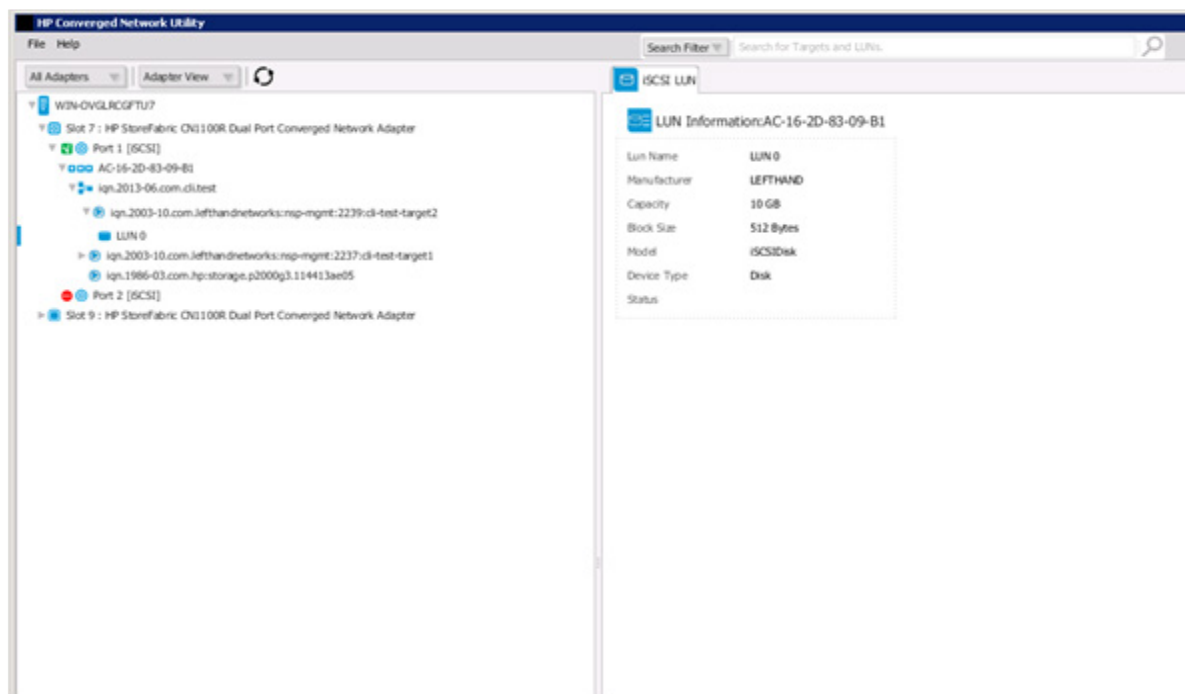 HP Converged Network Utility
File Help
Search Filter Search for Targets and LUNs.
All Adapters Adapter View
WIN-OVGLRCGFTU7
Slot 7 : HP StoreFabric CN1100R Dual Port Converged Network Adapter
Port 1 [iSCSI]
AC-16-2D-83-09-B1
iqn.2013-06.com.cli.test
iqn.2003-10.com.lefthandnetworks:nsp-mgmt:2239:cli-test-target2
LUN 0
iqn.2003-10.com.lefthandnetworks:nsp-mgmt:2237:cli-test-target1
iqn.1986-03.com.hp:storage.p2000g3.114413ae05
Port 2 [iSCSI]
Slot 9 : HP StoreFabric CN1100R Dual Port Converged Network Adapter
iSCSI LUN
LUN Information:AC-16-2D-83-09-B1
Lun Name LUN 0
Manufacturer LEFTHAND
Capacity 10 GB
Block Size 512 Bytes
Model iSCSIDisk
Device Type Disk
Status